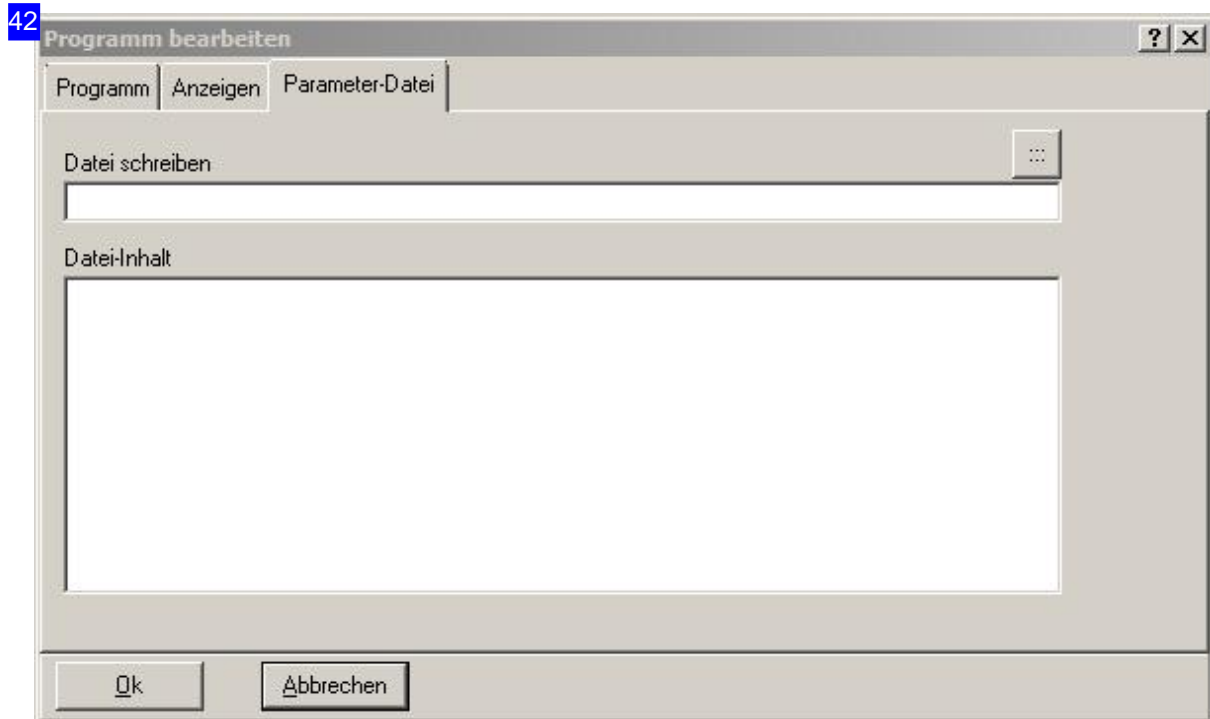 42
Programm bearbeiten
Programm Anzeigen Parameter-Datei
:::
Datei schreiben
Datei-Inhalt
Ok Abbrechen